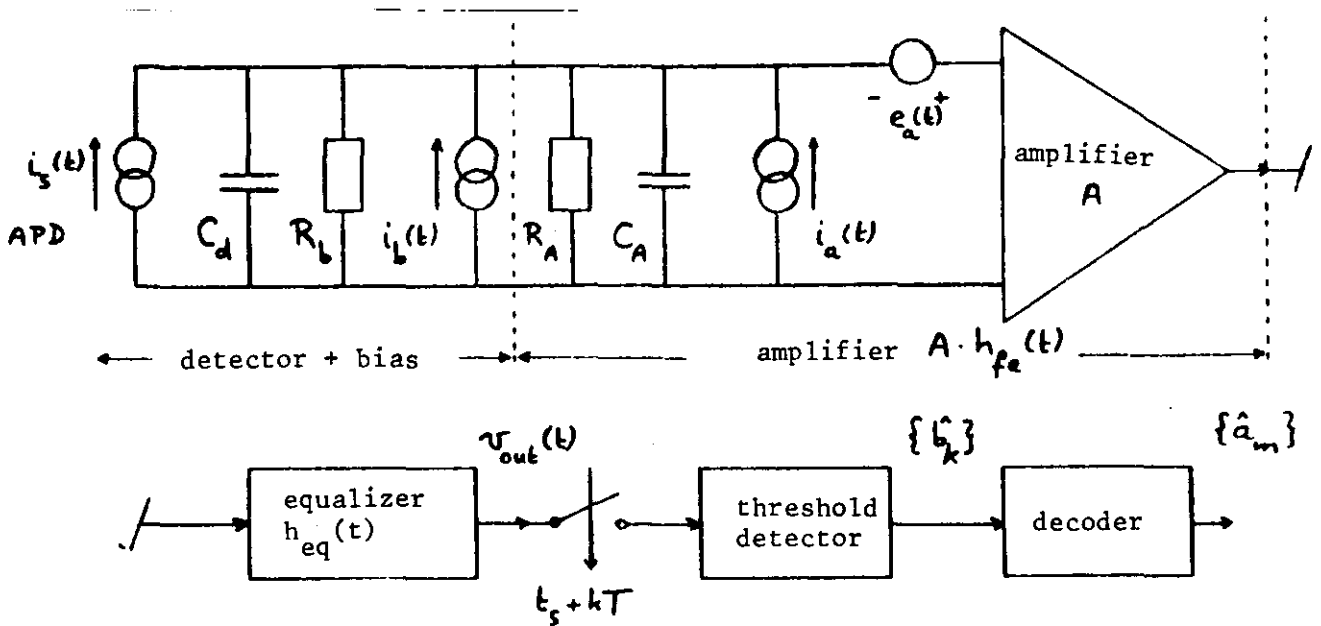 - e_a(t) +
i_s(t)
APD
C_d
R_b
i_b(t)
R_A
C_A
i_a(t)
amplifier
A
detector + bias
amplifier A · h_fe(t)
equalizer
h_eq(t)
v_out(t)
t_s + kT
threshold
detector
{b̂_k}
decoder
{â_m}